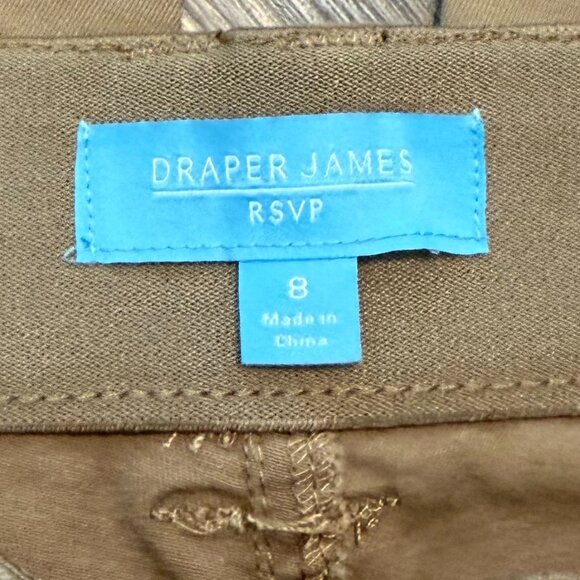 DRAPER JAMES
RSVP
8
Made in
China